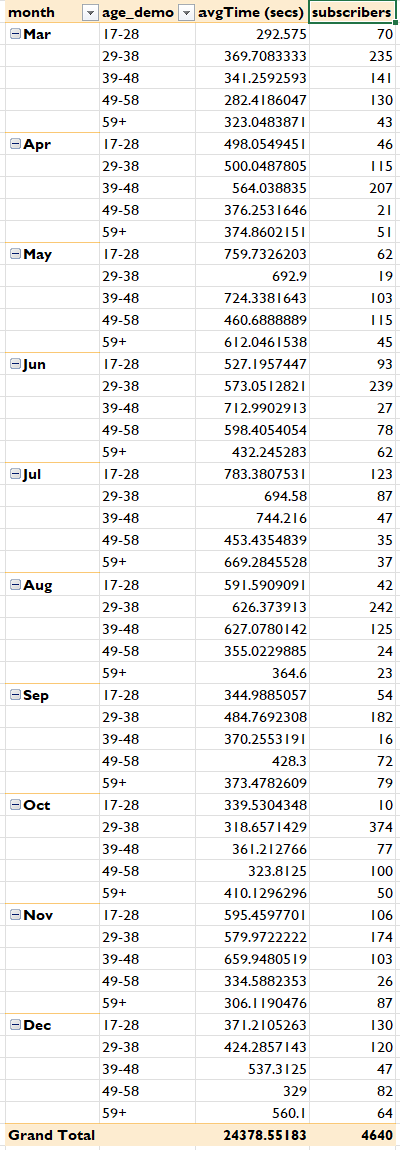 month age_demo avgTime (secs) subscribers
Mar 17-28 292.575 70
29-38 369.7083333 235
39-48 341.2592593 141
49-58 282.4186047 130
59+ 323.0483871 43
Apr 17-28 498.0549451 46
29-38 500.0487805 115
39-48 564.038835 207
49-58 376.2531646 21
59+ 374.8602151 51
May 17-28 759.7326203 62
29-38 692.9 19
39-48 724.3381643 103
49-58 460.6888889 115
59+ 612.0461538 45
Jun 17-28 527.1957447 93
29-38 573.0512821 239
39-48 712.9902913 27
49-58 598.4054054 78
59+ 432.245283 62
Jul 17-28 783.3807531 123
29-38 694.58 87
39-48 744.216 47
49-58 453.4354839 35
59+ 669.2845528 37
Aug 17-28 591.5909091 42
29-38 626.373913 242
39-48 627.0780142 125
49-58 355.0229885 24
59+ 364.6 23
Sep 17-28 344.9885057 54
29-38 484.7692308 182
39-48 370.2553191 16
49-58 428.3 72
59+ 373.4782609 79
Oct 17-28 339.5304348 10
29-38 318.6571429 374
39-48 361.212766 77
49-58 323.8125 100
59+ 410.1296296 50
Nov 17-28 595.4597701 106
29-38 579.9722222 174
39-48 659.9480519 103
49-58 334.5882353 26
59+ 306.1190476 87
Dec 17-28 371.2105263 130
29-38 424.2857143 120
39-48 537.3125 47
49-58 329 82
59+ 560.1 64
Grand Total 24378.55183 4640